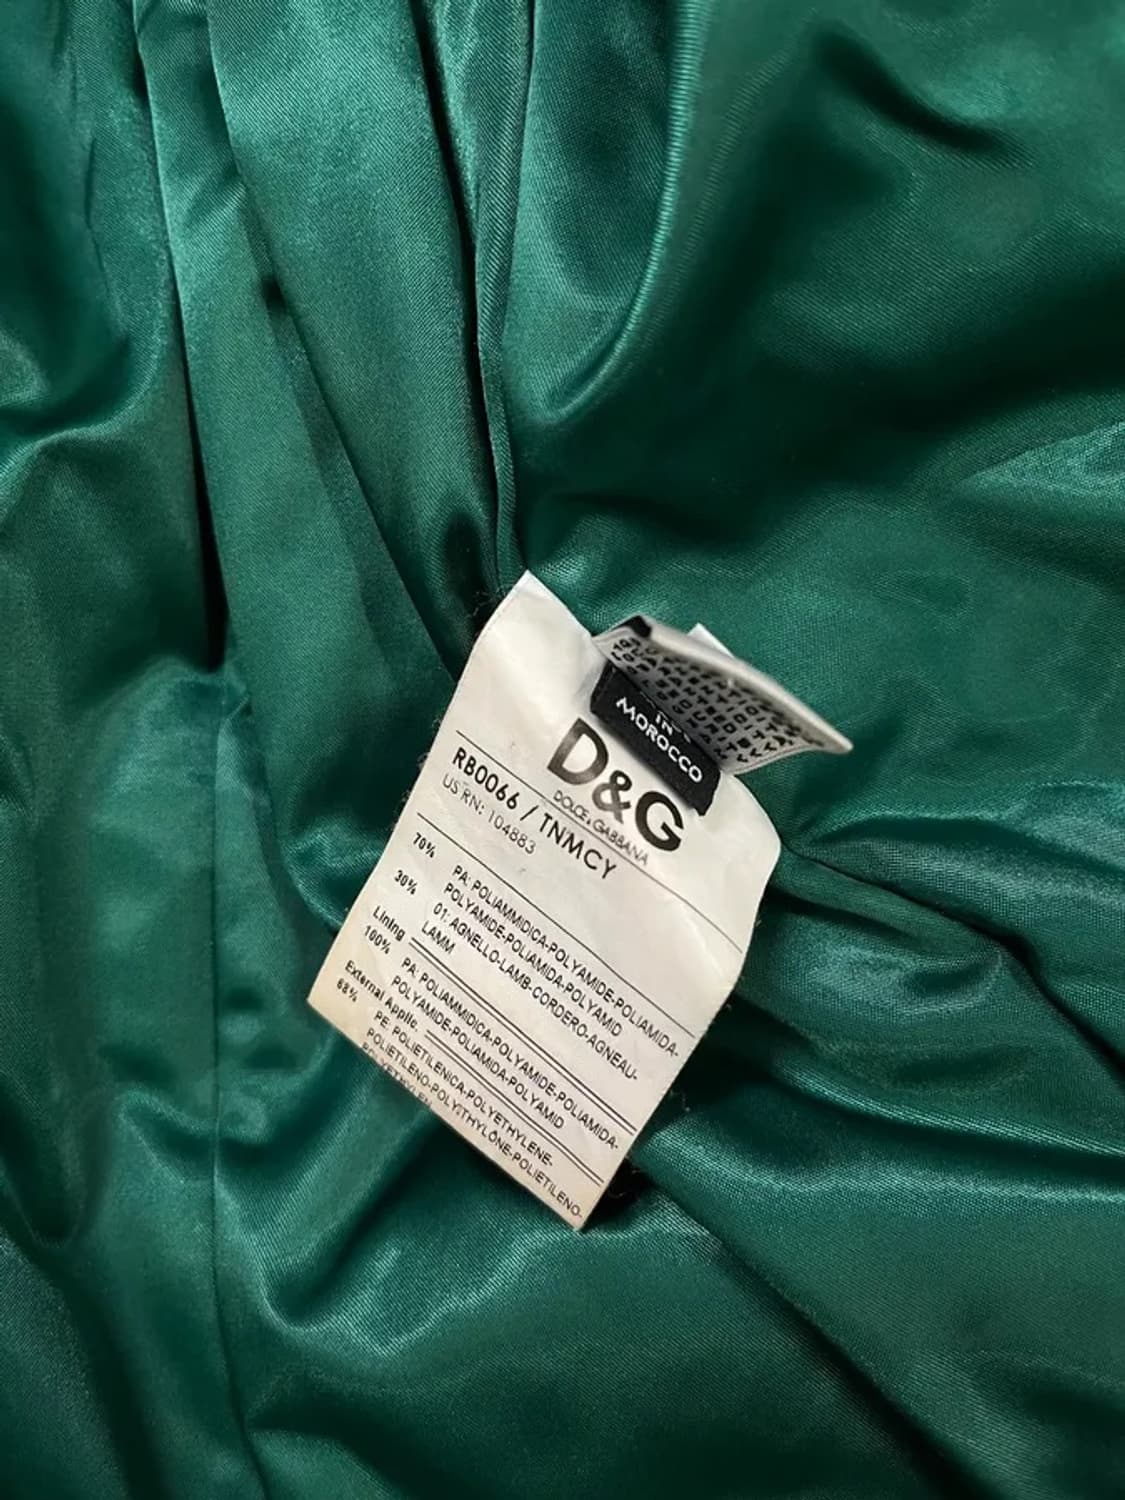 IN
MOROCCO
D&G
DOLCE & GABBANA
RB0066 / TNMCY
US RN: 104883
70% PA: POLIAMMIDICA-POLYAMIDE-POLIAMIDA-
POLYAMIDE-POLIAMIDA-POLYAMID
30% 01: AGNELLO-LAMB-CORDERO-AGNEAU-
LAMM
Lining
100% PA: POLIAMMIDICA-POLYAMIDE-POLIAMIDA-
POLYAMIDE-POLIAMIDA-POLYAMID
External Applic.
68% PE: POLIETILENICA-POLYETHYLENE-
POLIETILENO-POLYITHYLÔNE-POLIETILENO-